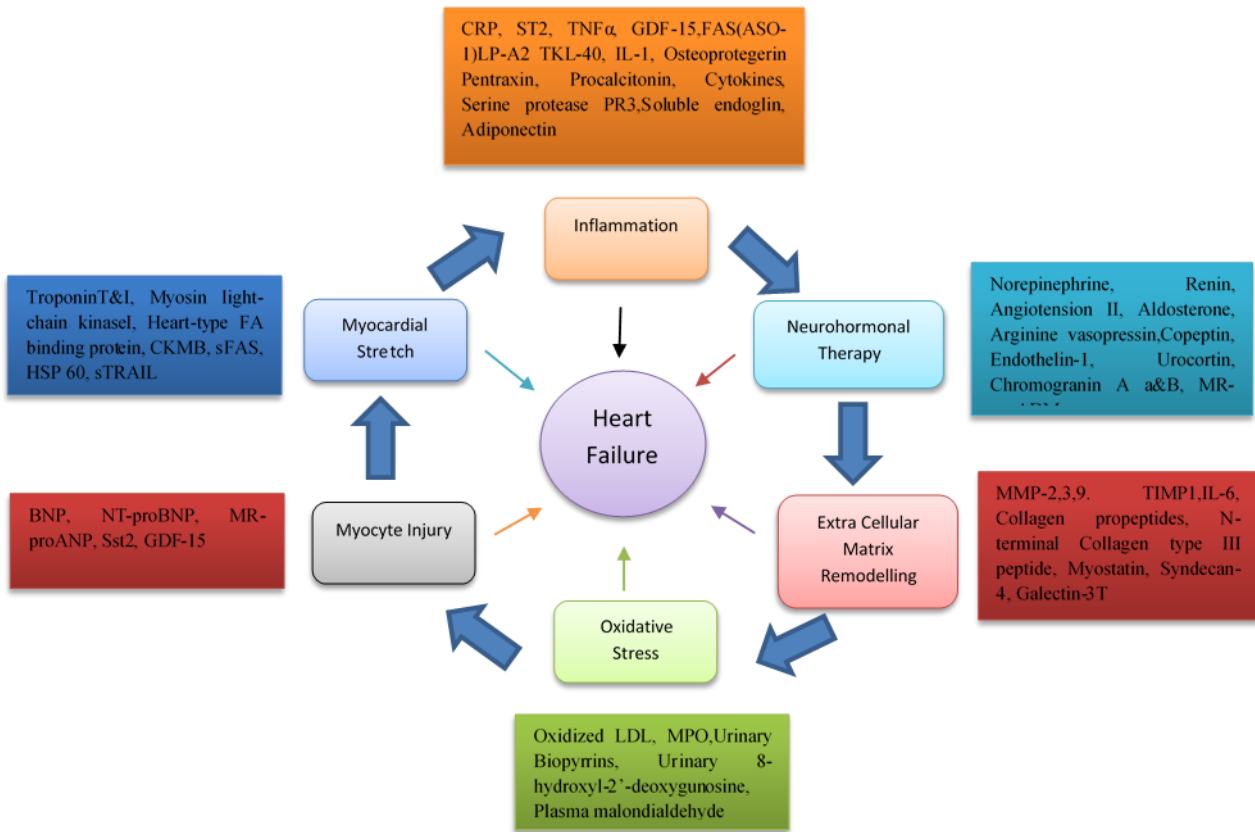 CRP, ST2, TNFα, GDF-15,FAS(ASO-
1)LP-A2 TKL-40, IL-1, Osteoprotegerin
Pentraxin, Procalcitonin, Cytokines,
Serine protease PR3,Soluble endoglin,
Adiponectin
Inflammation
TroponinT&I, Myosin light-
chain kinaseI, Heart-type FA
binding protein, CKMB, sFAS,
HSP 60, sTRAIL
Myocardial
Stretch
Neurohormonal
Therapy
Norepinephrine, Renin,
Angiotension II, Aldosterone,
Arginine vasopressin,Copeptin,
Endothelin-1, Urocortin,
Chromogranin A a&B, MR-
Heart
Failure
BNP, NT-proBNP, MR-
proANP, Sst2, GDF-15
Myocyte Injury
Extra Cellular
Matrix
Remodelling
MMP-2,3,9. TIMP1,IL-6,
Collagen propeptides, N-
terminal Collagen type III
peptide, Myostatin, Syndecan-
4, Galectin-3T
Oxidative
Stress
Oxidized LDL, MPO,Urinary
Biopyrrins, Urinary 8-
hydroxyl-2’-deoxygunosine,
Plasma malondialdehyde